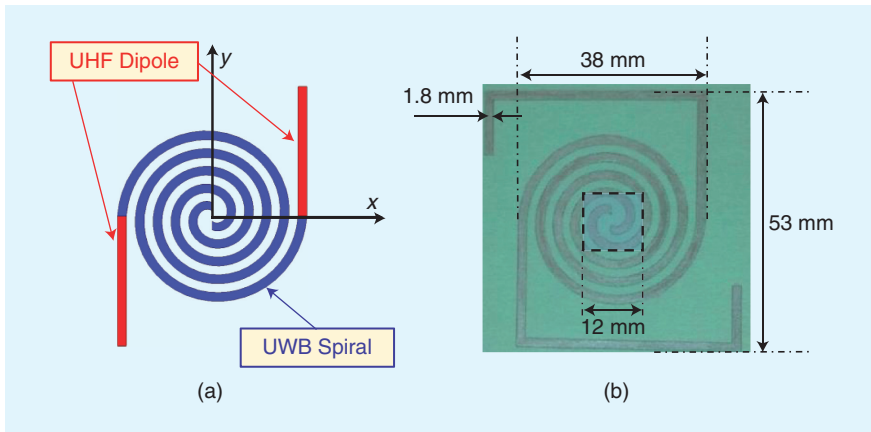 UHF Dipole
y
x
UWB Spiral
(a)
38 mm
1.8 mm
53 mm
12 mm
(b)